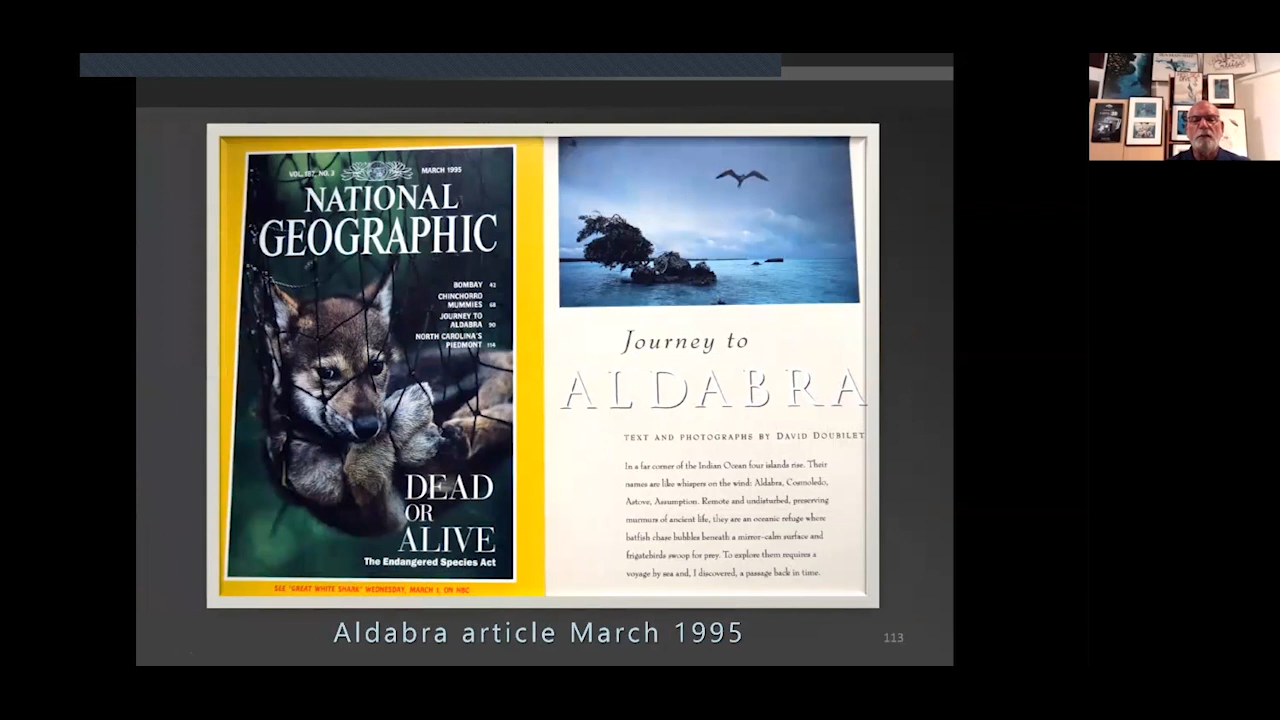 VOL. 187, NO. 3
MARCH 1995
NATIONAL
GEOGRAPHIC
BOMBAY 42
CHINCHORRO
MUMMIES 68
JOURNEY TO
ALDABRA 90
NORTH CAROLINA'S
PIEDMONT 114
DEAD
OR
ALIVE
The Endangered Species Act
SEE "GREAT WHITE SHARK" WEDNESDAY, MARCH 1, ON NBC
Journey to
ALDABRA
TEXT AND PHOTOGRAPHS BY DAVID DOUBILET
In a far corner of the Indian Ocean four islands rise. Their
names are like whispers on the wind: Aldabra, Cosmoledo,
Astove, Assumption. Remote and undisturbed, preserving
murmurs of ancient life, they are an oceanic refuge where
batfish chase bubbles beneath a mirror-calm surface and
frigatebirds swoop for prey. To explore them requires a
voyage by sea and, I discovered, a passage back in time.
Aldabra article March 1995
113